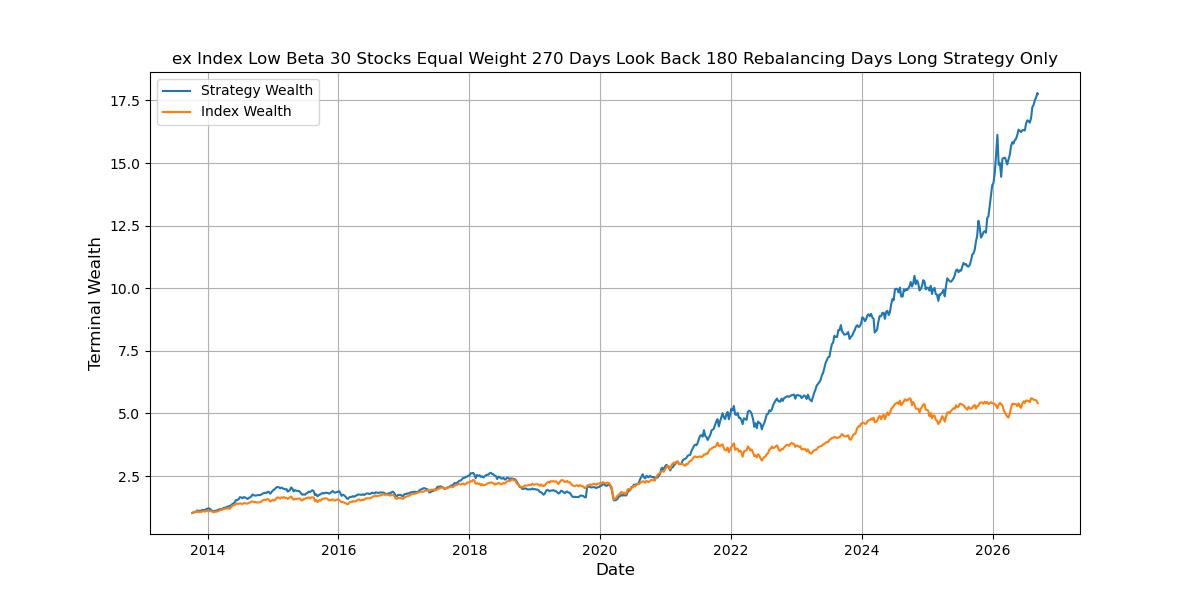 ex Index Low Beta 30 Stocks Equal Weight 270 Days Look Back 180 Rebalancing Days Long Strategy Only
Strategy Wealth
Index Wealth
Terminal Wealth
17.5
15.0
12.5
10.0
7.5
5.0
2.5
2014 2016 2018 2020 2022 2024 2026
Date